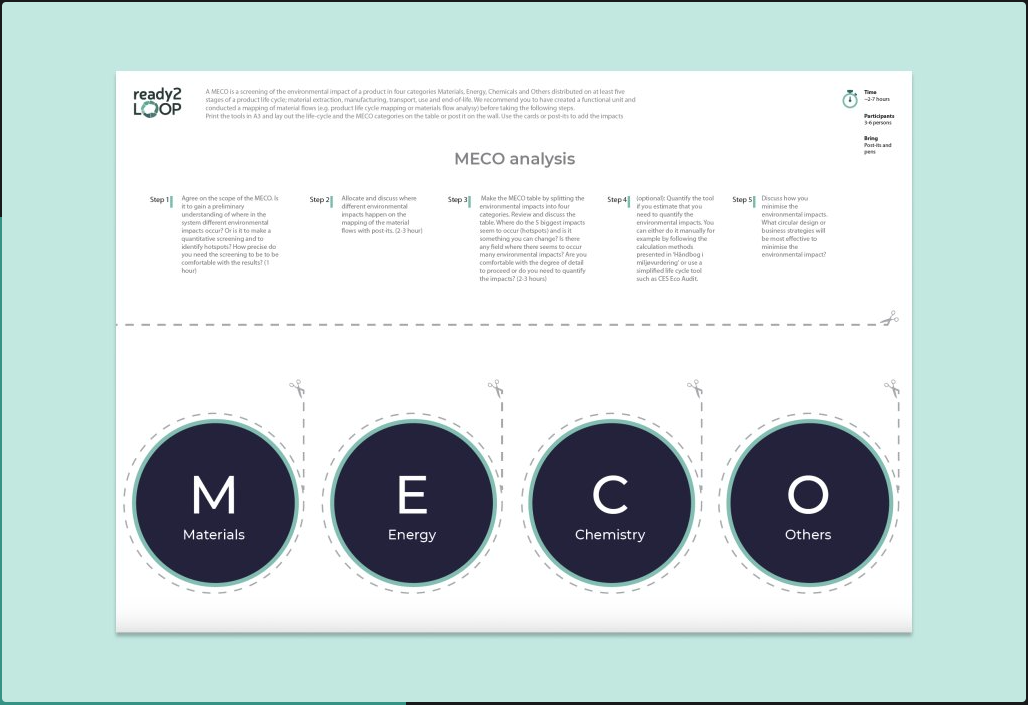 ready2
LOOP
A MECO is a screening of the environmental impact of a product in four categories Materials, Energy, Chemicals and Others distributed on at least five
stages of a product life cycle; material extraction, manufacturing, transport, use and end-of-life. We recommend you to have created a functional unit and
conducted a mapping of material flows (e.g. product life cycle mapping or materials flow analysy) before taking the following steps.
Print the tools in A3 and lay out the life-cycle and the MECO categories on the table or post it on the wall. Use the cards or post-its to add the impacts
Time
~2-7 hours
Participants
3-6 persons
Bring
Post-its and
pens
MECO analysis
Step 1
Agree on the scope of the MECO. Is
it to gain a preliminary
understanding of where in the
system different environmental
impacts occur? Or is it to make a
quantitative screening and to
identify hotspots? How precise do
you need the screening to be to be
comfortable with the results? (1
hour)
Step 2
Allocate and discuss where
different environmental
impacts happen on the
mapping of the material
flows with post-its. (2-3 hour)
Step 3
Make the MECO table by splitting the
environmental impacts into four
categories. Review and discuss the
table. Where do the 5 biggest impacts
seem to occur (hotspots) and is it
something you can change? Is there
any field where there seems to occur
many environmental impacts? Are you
comfortable with the degree of detail
to proceed or do you need to quantify
the impacts? (2-3 hours)
Step 4
(optional): Quantify the tool
if you estimate that you
need to quantify the
environmental impacts. You
can either do it manually for
example by following the
calculation methods
presented in 'Håndbog i
miljøvurdering' or use a
simplified life cycle tool
such as CES Eco Audit.
Step 5
Discuss how you
minimise the
environmental impacts.
What circular design or
business strategies will
be most effective to
minimise the
environmental impact?
M
Materials
E
Energy
C
Chemistry
O
Others